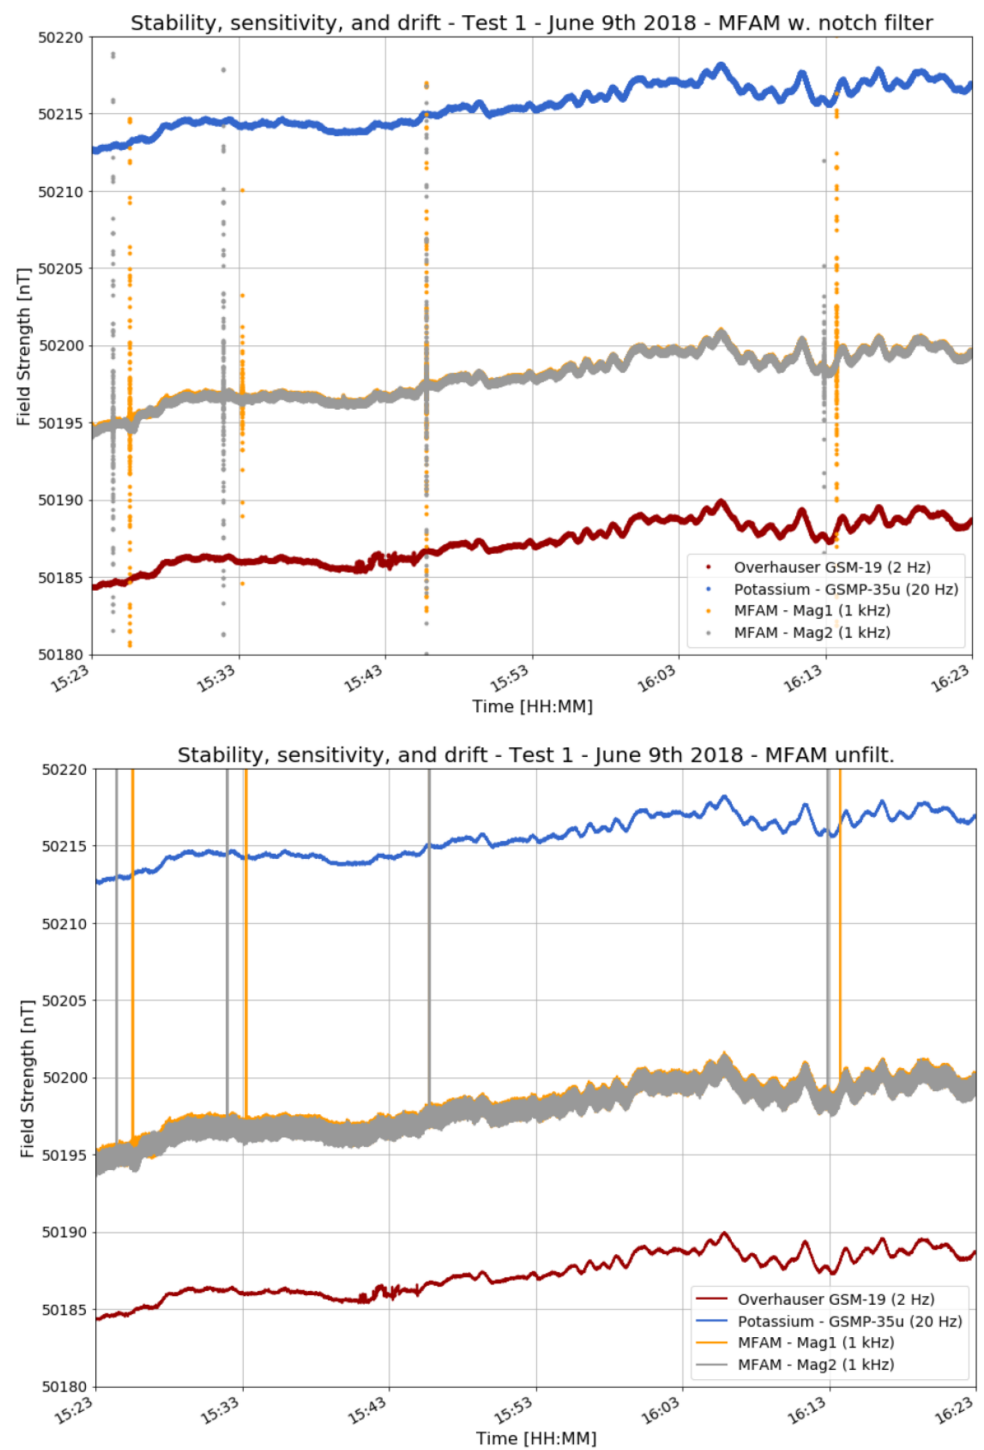 Stability, sensitivity, and drift - Test 1 - June 9th 2018 - MFAM w. notch filter
50220
50215
50210
50205
50200
50195
50190
50185
50180
Field Strength [nT]
Overhauser GSM-19 (2 Hz)
Potassium - GSMP-35u (20 Hz)
MFAM - Mag1 (1 kHz)
MFAM - Mag2 (1 kHz)
15:23
15:33
15:43
15:53
16:03
16:13
16:23
Time [HH:MM]
Stability, sensitivity, and drift - Test 1 - June 9th 2018 - MFAM unfilt.
50220
50215
50210
50205
50200
50195
50190
50185
50180
Field Strength [nT]
Overhauser GSM-19 (2 Hz)
Potassium - GSMP-35u (20 Hz)
MFAM - Mag1 (1 kHz)
MFAM - Mag2 (1 kHz)
15:23
15:33
15:43
15:53
16:03
16:13
16:23
Time [HH:MM]